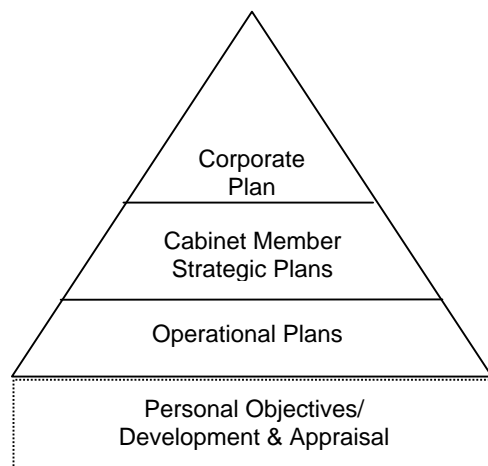 Corporate
Plan
Cabinet Member
Strategic Plans
Operational Plans
Personal Objectives/
Development & Appraisal